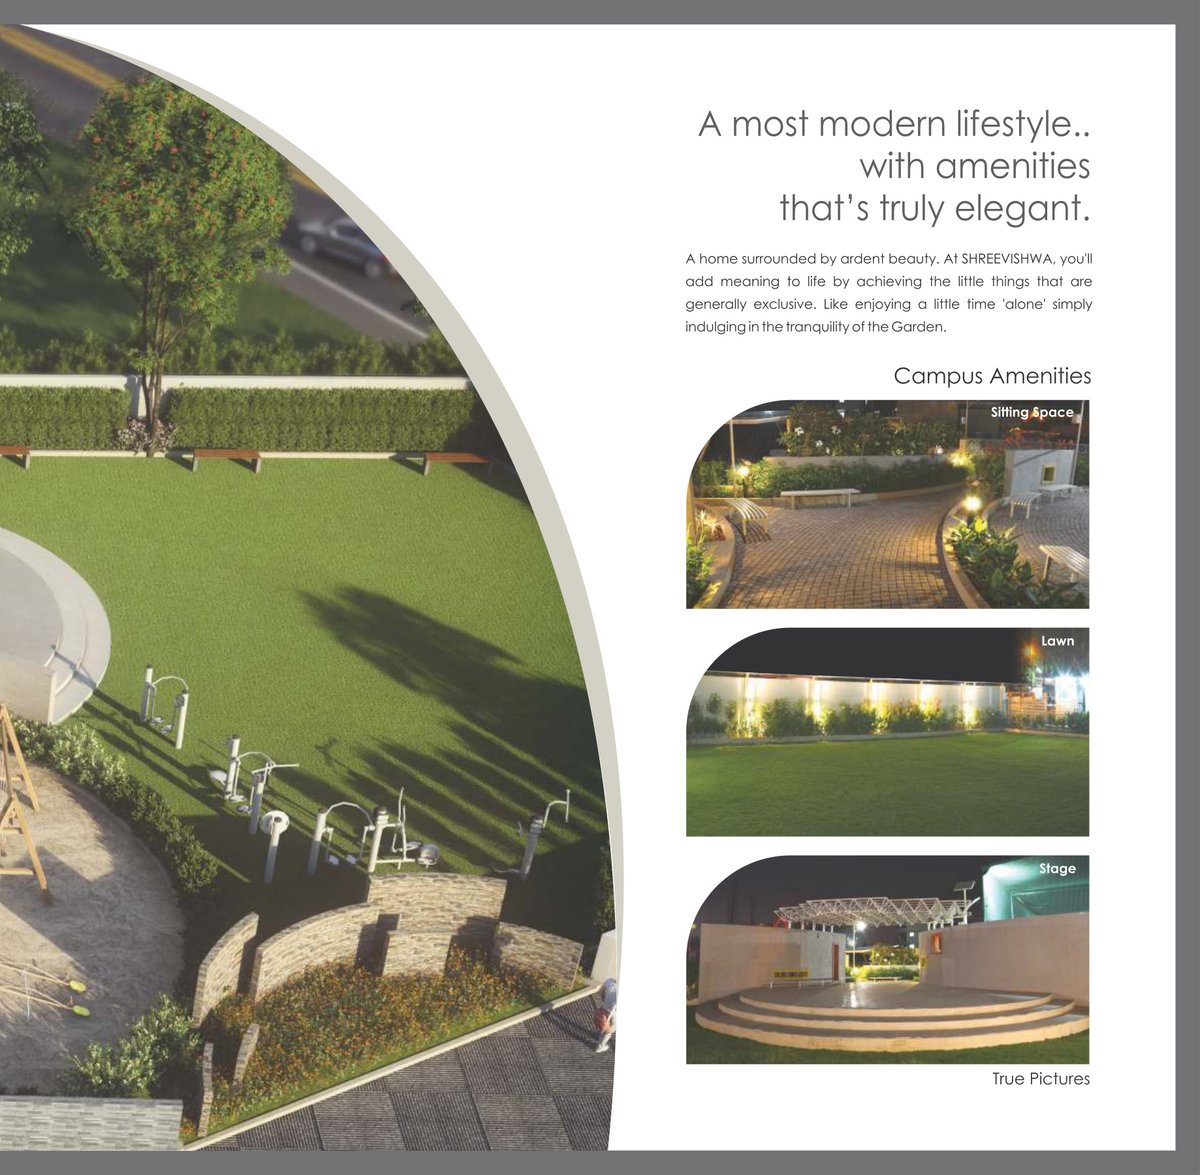 A most modern lifestyle..
with amenities
that's truly elegant.
A home surrounded by ardent beauty. At SHREEVISHWA, you'll
add meaning to life by achieving the little things that are
generally exclusive. Like enjoying a little time 'alone' simply
indulging in the tranquility of the Garden.
Campus Amenities
Sitting Space
Lawn
Stage
True Pictures